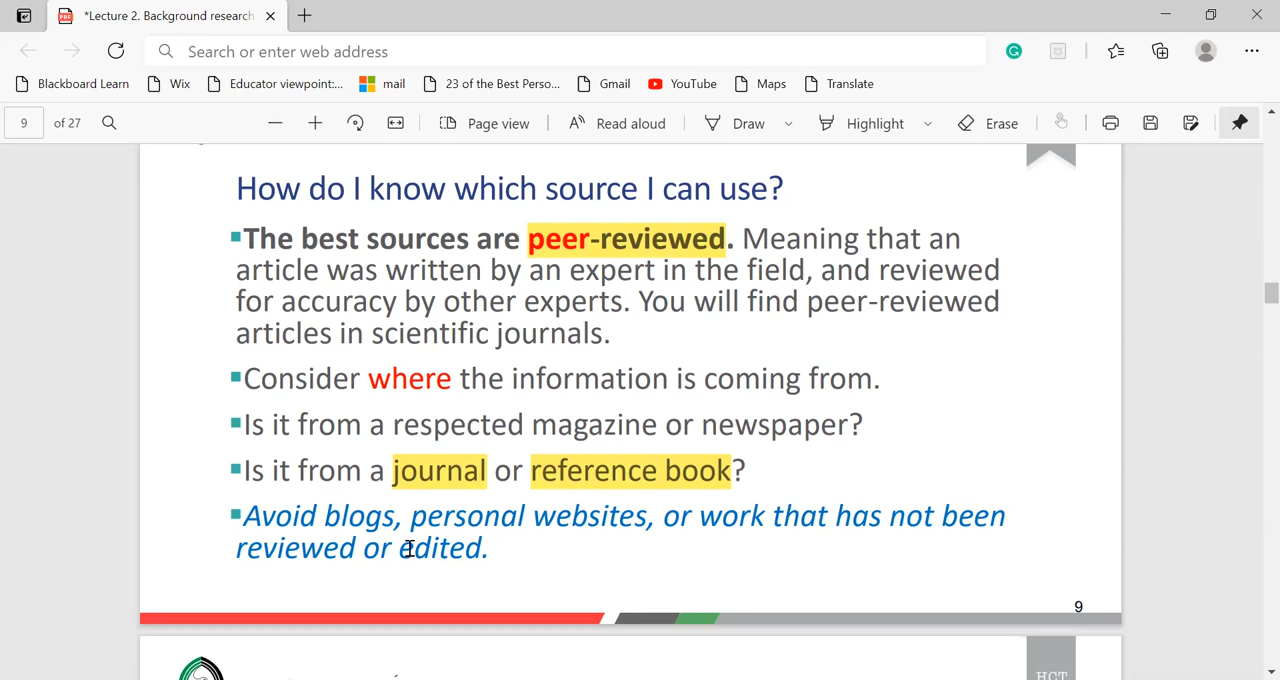 *Lecture 2. Background research
Search or enter web address
Blackboard Learn Wix Educator viewpoint:... mail 23 of the Best Perso... Gmail YouTube Maps Translate
9 of 27 Page view Read aloud Draw Highlight Erase
How do I know which source I can use?
The best sources are peer-reviewed. Meaning that an
article was written by an expert in the field, and reviewed
for accuracy by other experts. You will find peer-reviewed
articles in scientific journals.
Consider where the information is coming from.
Is it from a respected magazine or newspaper?
Is it from a journal or reference book?
Avoid blogs, personal websites, or work that has not been
reviewed or edited.
9
HCT